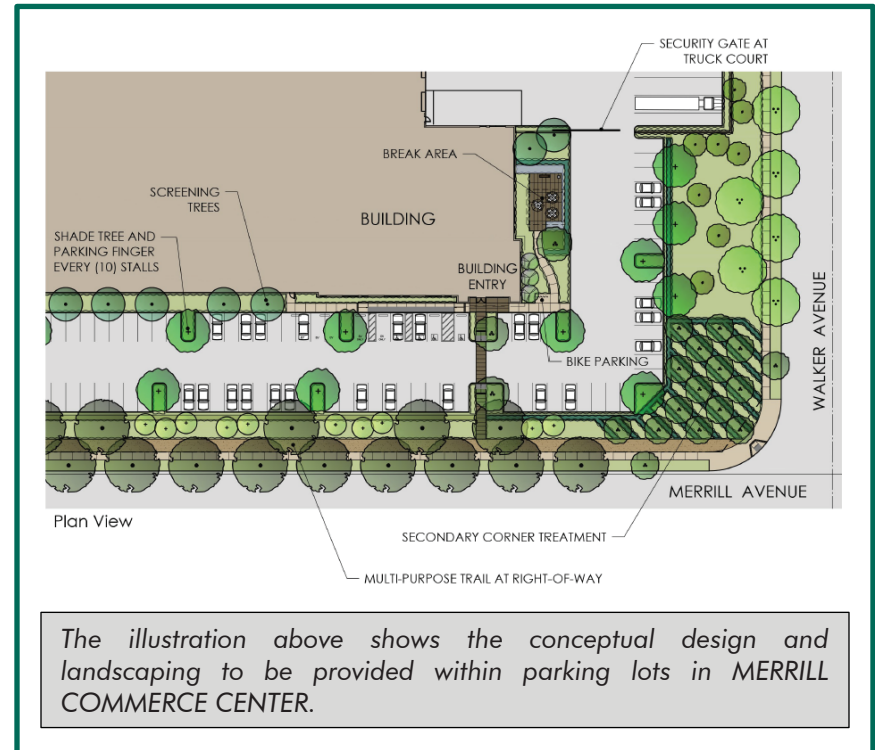 SECURITY GATE AT
TRUCK COURT
BREAK AREA
SCREENING
TREES
BUILDING
SHADE TREE AND
PARKING FINGER
EVERY (10) STALLS
BUILDING
ENTRY
BIKE PARKING
WALKER AVENUE
MERRILL AVENUE
Plan View
SECONDARY CORNER TREATMENT
MULTI-PURPOSE TRAIL AT RIGHT-OF-WAY
The illustration above shows the conceptual design and
landscaping to be provided within parking lots in MERRILL
COMMERCE CENTER.